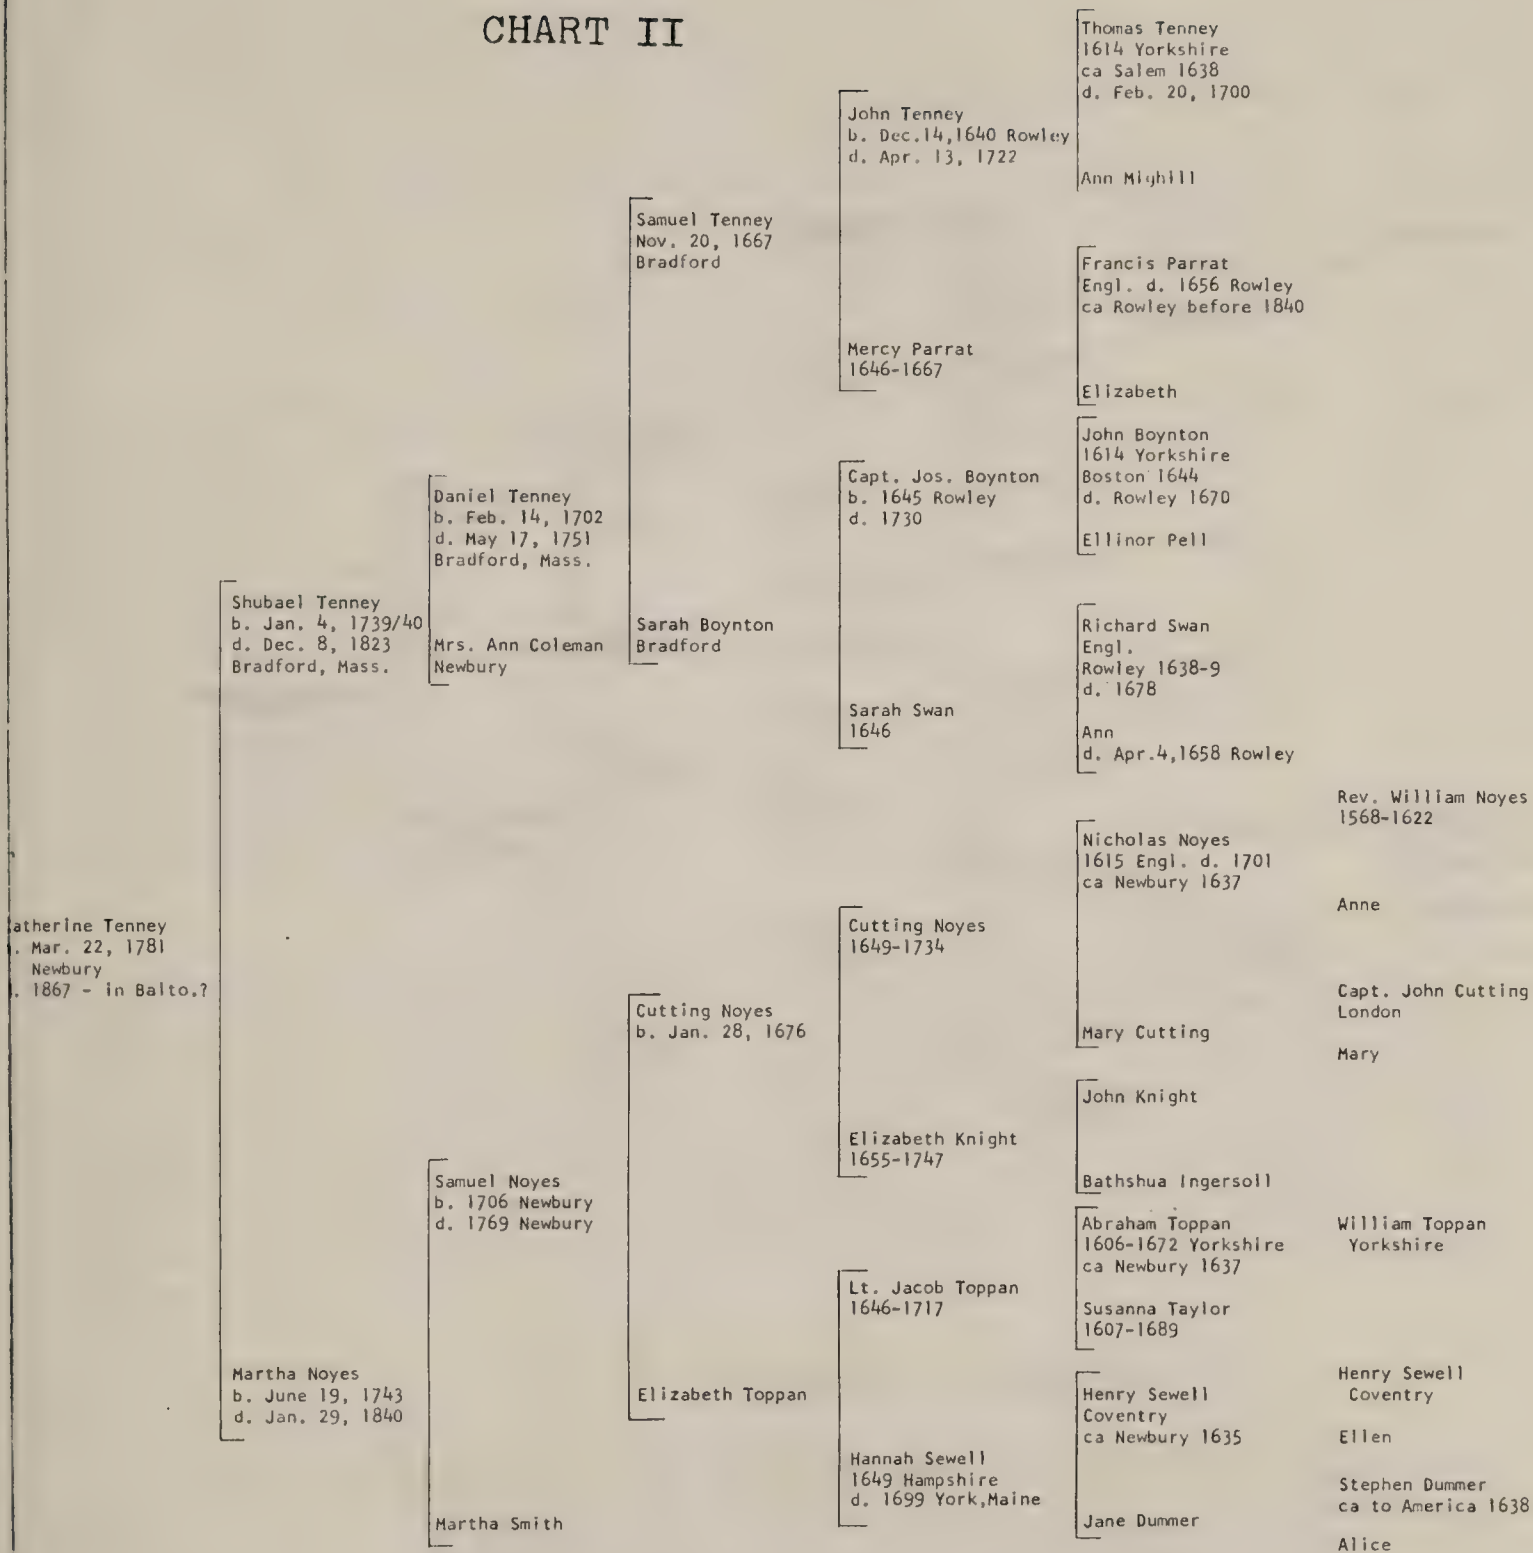 CHART II
Thomas Tenney
1614 Yorkshire
ca Salem 1638
d. Feb. 20, 1700
John Tenney
b. Dec.14,1640 Rowley
d. Apr. 13, 1722
Ann Mighill
Samuel Tenney
Nov. 20, 1667
Bradford
Francis Parrat
Engl. d. 1656 Rowley
ca Rowley before 1840
Mercy Parrat
1646-1667
Elizabeth
John Boynton
1614 Yorkshire
Boston 1644
d. Rowley 1670
Capt. Jos. Boynton
b. 1645 Rowley
d. 1730
Ellinor Pell
Daniel Tenney
b. Feb. 14, 1702
d. May 17, 1751
Bradford, Mass.
Shubael Tenney
b. Jan. 4, 1739/40
d. Dec. 8, 1823
Bradford, Mass.
Mrs. Ann Coleman
Newbury
Sarah Boynton
Bradford
Richard Swan
Engl.
Rowley 1638-9
d. 1678
Sarah Swan
1646
Ann
d. Apr.4,1658 Rowley
Rev. William Noyes
1568-1622
Nicholas Noyes
1615 Engl. d. 1701
ca Newbury 1637
Anne
atherine Tenney
. Mar. 22, 1781
Newbury
. 1867 - in Balto.?
Cutting Noyes
1649-1734
Capt. John Cutting
London
Cutting Noyes
b. Jan. 28, 1676
Mary Cutting
Mary
John Knight
Elizabeth Knight
1655-1747
Bathshua Ingersoll
Samuel Noyes
b. 1706 Newbury
d. 1769 Newbury
Abraham Toppan
1606-1672 Yorkshire
ca Newbury 1637
William Toppan
Yorkshire
Lt. Jacob Toppan
1646-1717
Susanna Taylor
1607-1689
Martha Noyes
b. June 19, 1743
d. Jan. 29, 1840
Elizabeth Toppan
Henry Sewell
Coventry
ca Newbury 1635
Henry Sewell
Coventry
Ellen
Hannah Sewell
1649 Hampshire
d. 1699 York,Maine
Stephen Dummer
ca to America 1638
Martha Smith
Jane Dummer
Alice